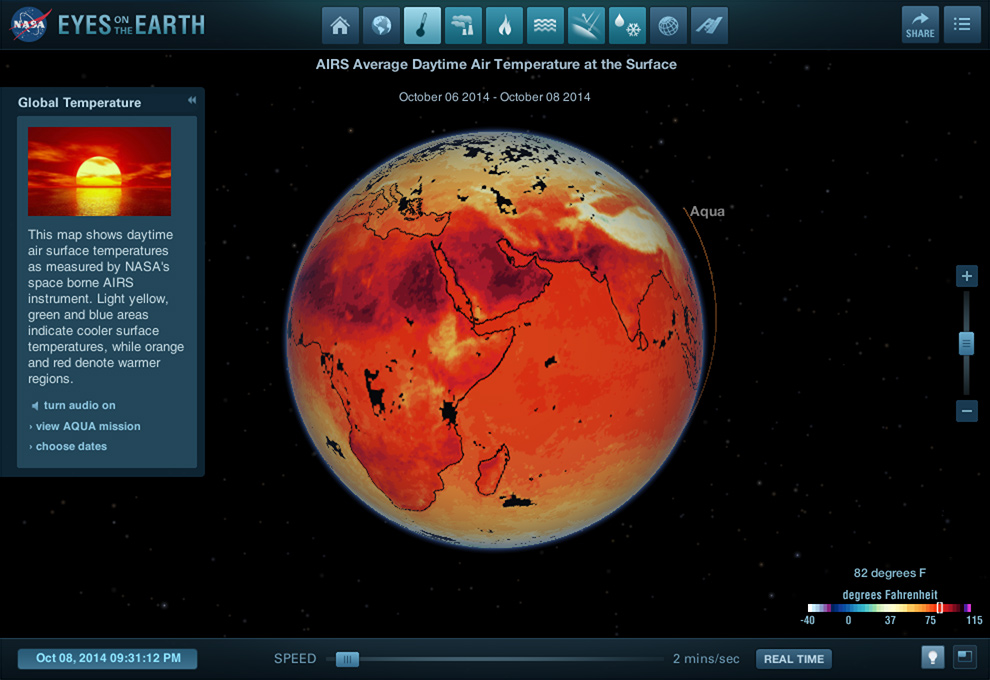 NASA
EYES ON THE EARTH
SHARE
AIRS Average Daytime Air Temperature at the Surface
October 06 2014 - October 08 2014
Global Temperature
This map shows daytime
air surface temperatures
as measured by NASA's
space borne AIRS
instrument. Light yellow,
green and blue areas
indicate cooler surface
temperatures, while orange
and red denote warmer
regions.
turn audio on
› view AQUA mission
› choose dates
Aqua
82 degrees F
degrees Fahrenheit
-40 0 37 75 115
Oct 08, 2014 09:31:12 PM
SPEED
2 mins/sec
REAL TIME